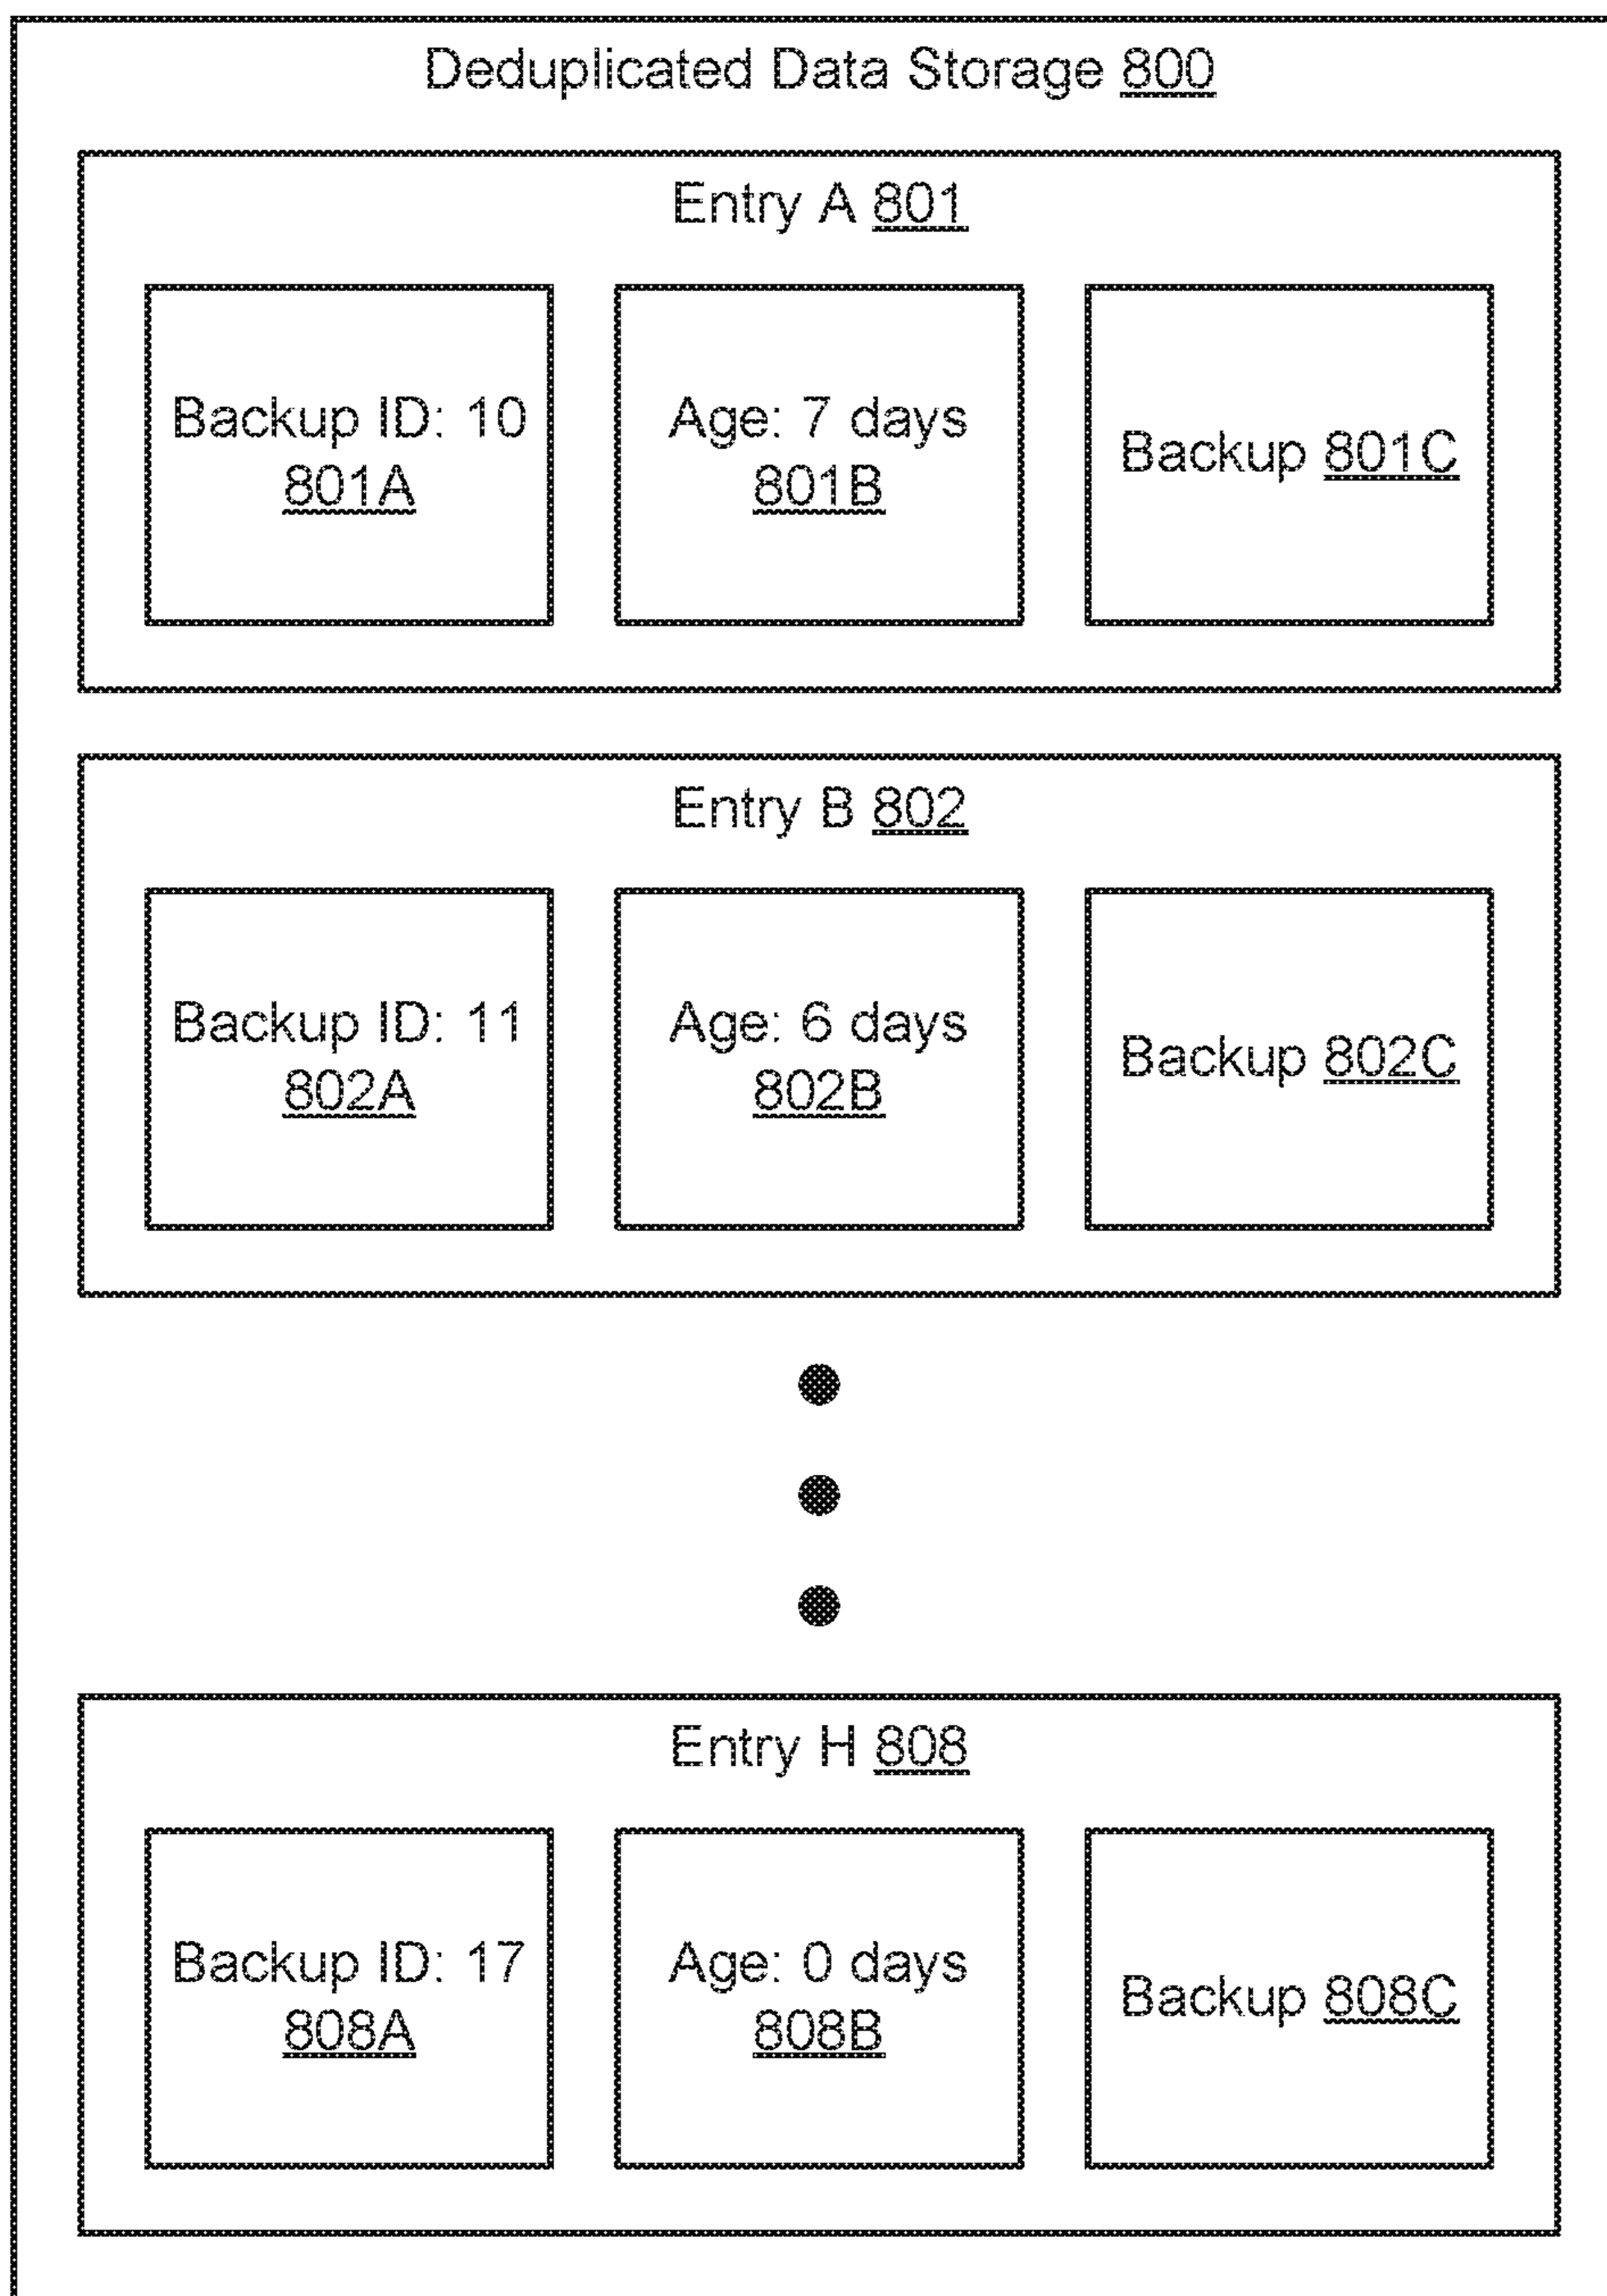 Deduplicated Data Storage 800
Entry A 801
Backup ID: 10
801A
Age: 7 days
801B
Backup 801C
Entry B 802
Backup ID: 11
802A
Age: 6 days
802B
Backup 802C
Entry H 808
Backup ID: 17
808A
Age: 0 days
808B
Backup 808C